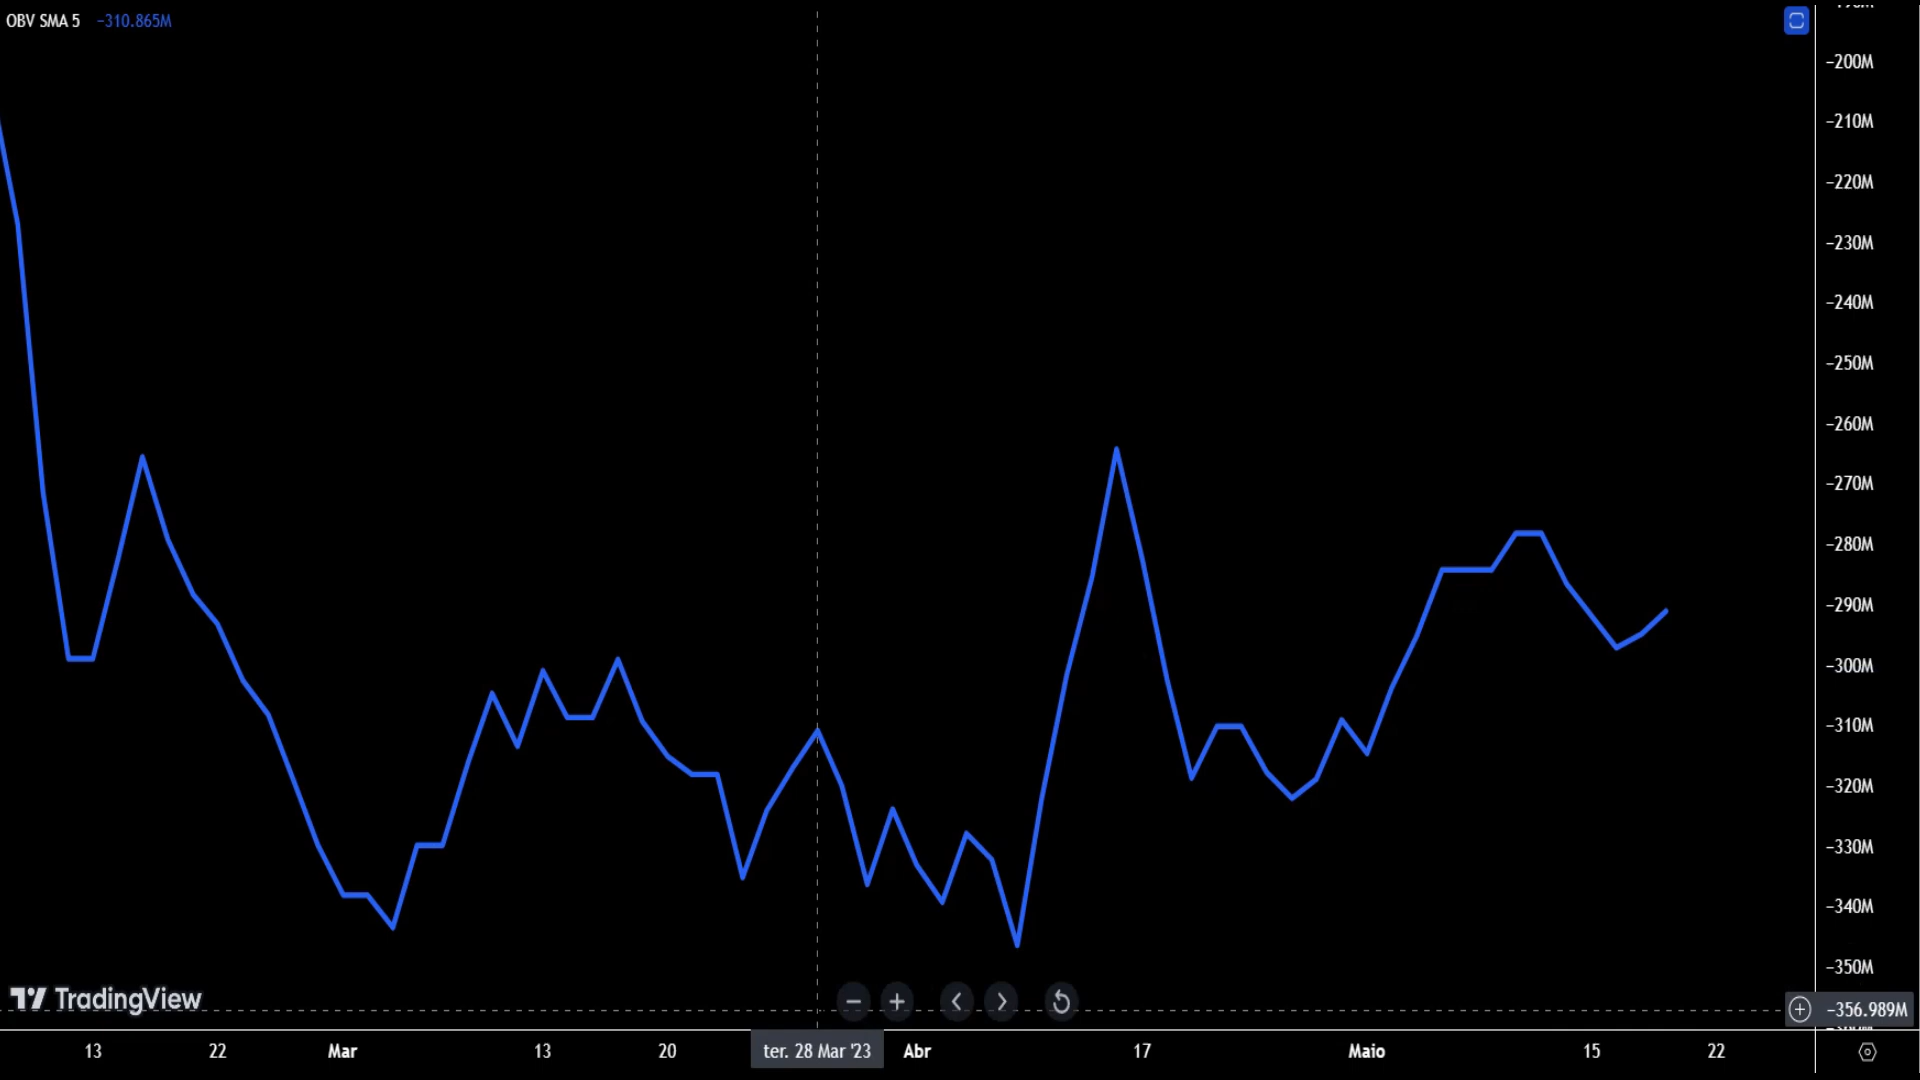 OBV SMA 5 −310.865M
−200M
−210M
−220M
−230M
−240M
−250M
−260M
−270M
−280M
−290M
−300M
−310M
−320M
−330M
−340M
−350M
−356.989M
TradingView
13 22 Mar 13 20 ter. 28 Mar '23 Abr 17 Maio 15 22